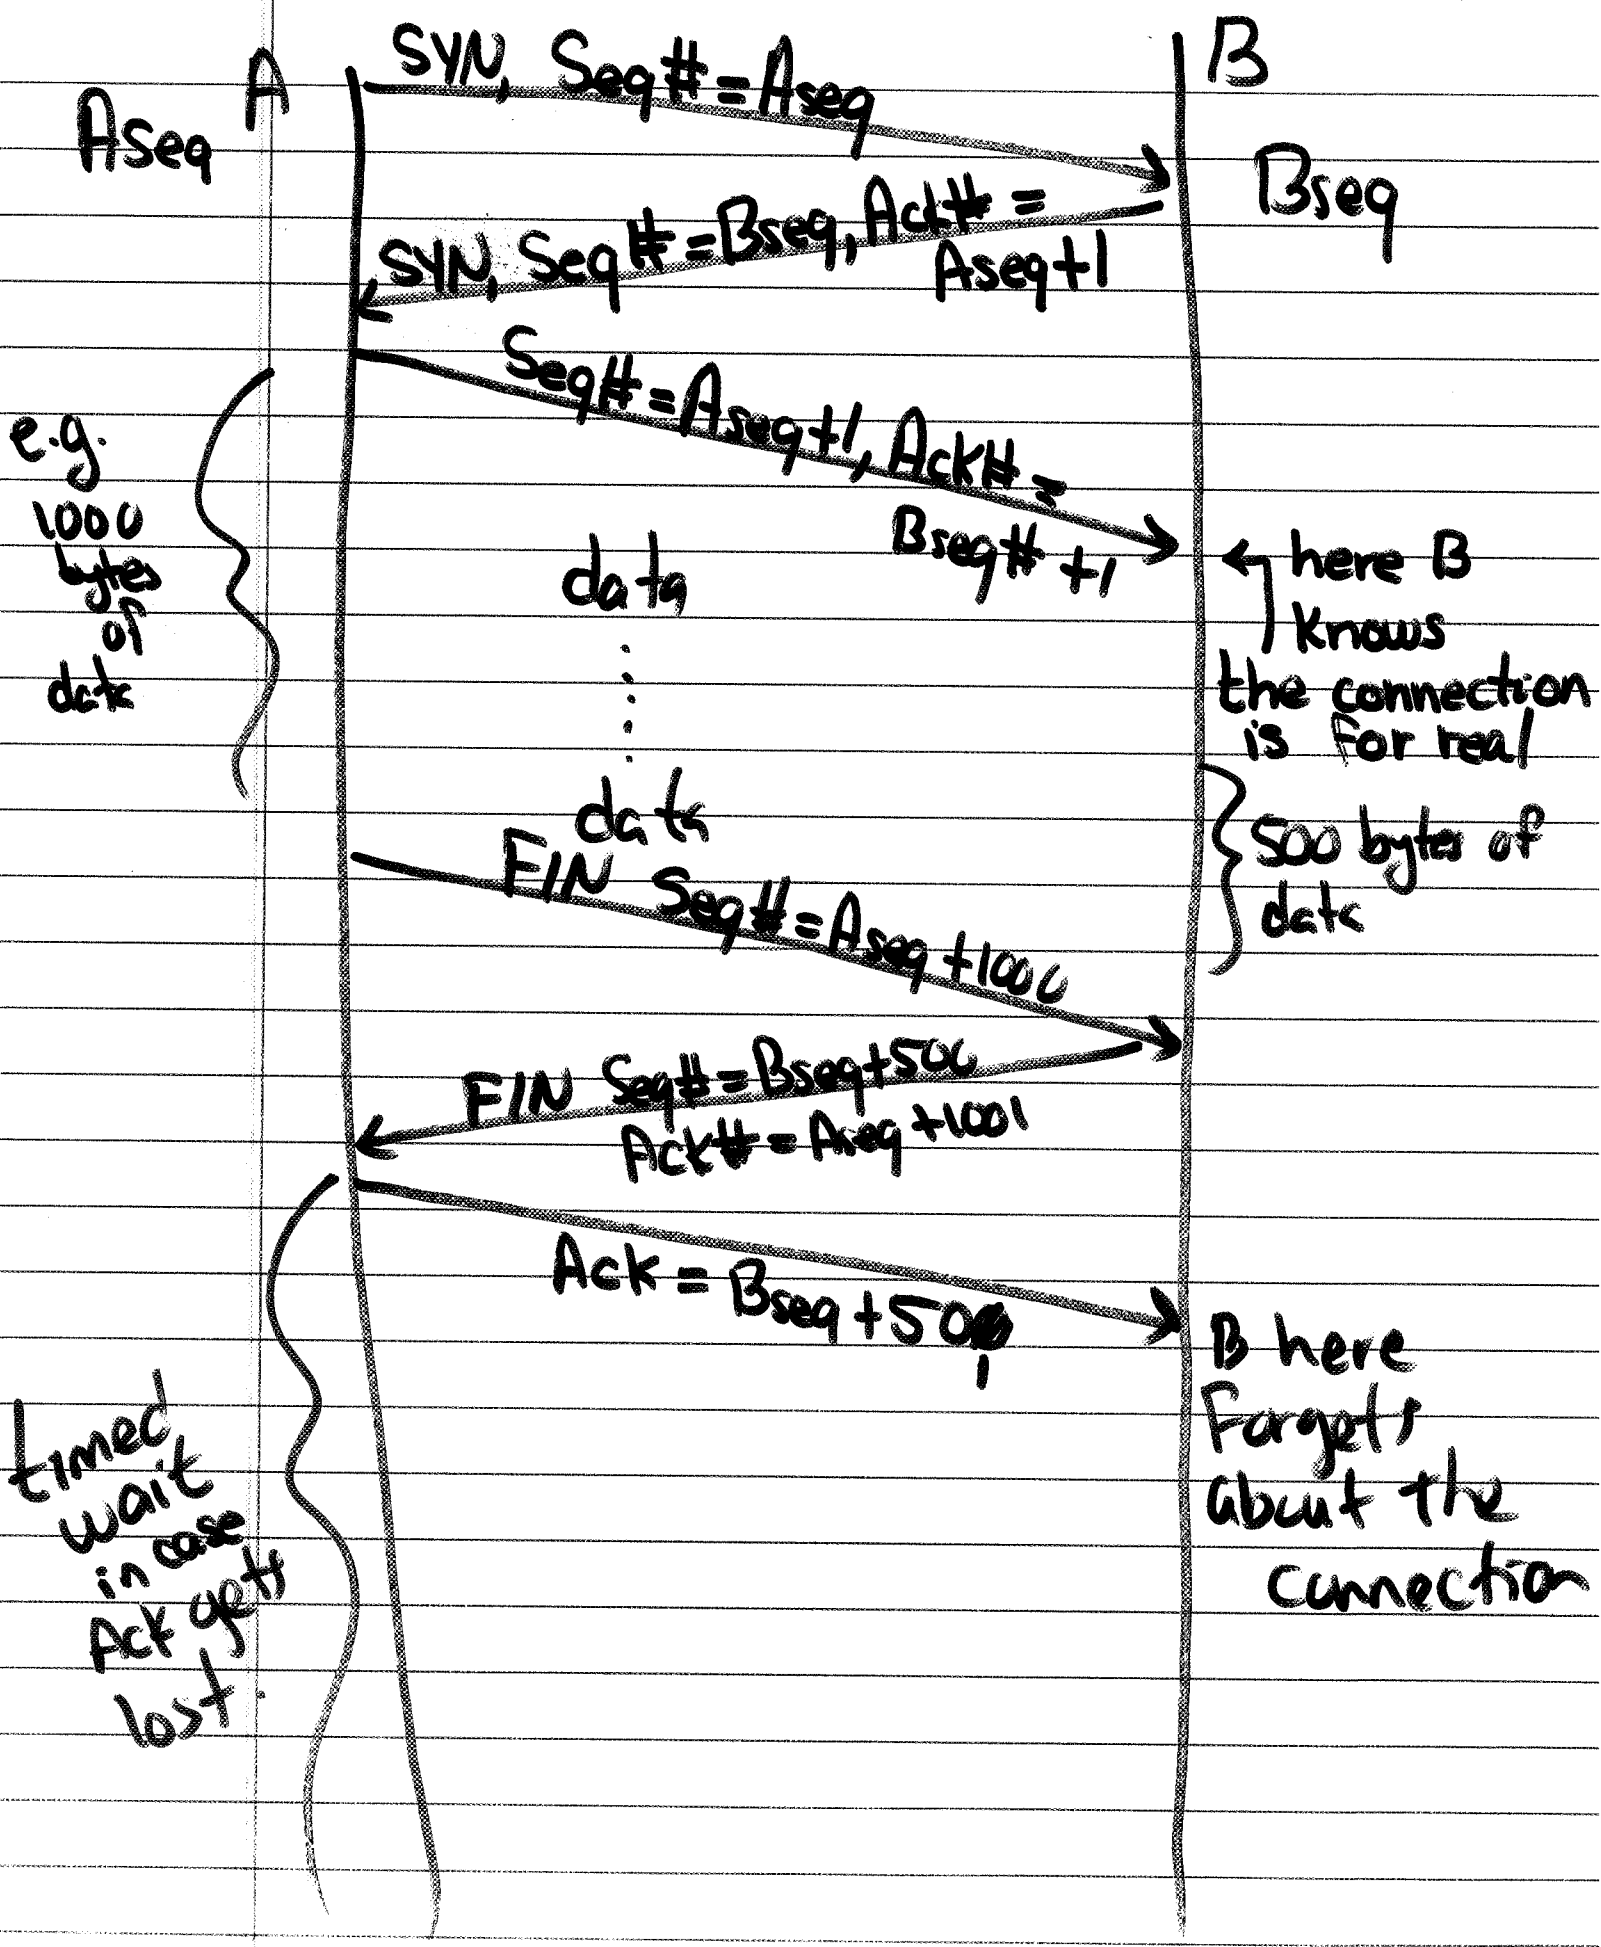 A
B
Aseq
Bseq
SYN, Seq#=Aseq
SYN, Seq#=Bseq, Ack#=
Aseq+1
Seq#=Aseq+1, Ack#=
Bseq#+1
e.g.
1000
bytes
of
data
data
data
here B
knows
the connection
is for real
500 bytes of
data
FIN Seq#=Aseq+1000
FIN Seq#=Bseq+500
Ack#=Aseq+1001
Ack=Bseq+50
1
timed
wait
in case
Ack gets
lost.
B here
Forgets
about the
connection